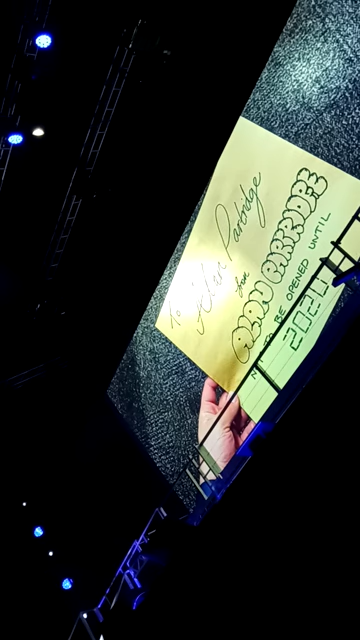 To
Alan Partridge
from
ALAN PARTRIDGE
NOT TO BE OPENED UNTIL
2021